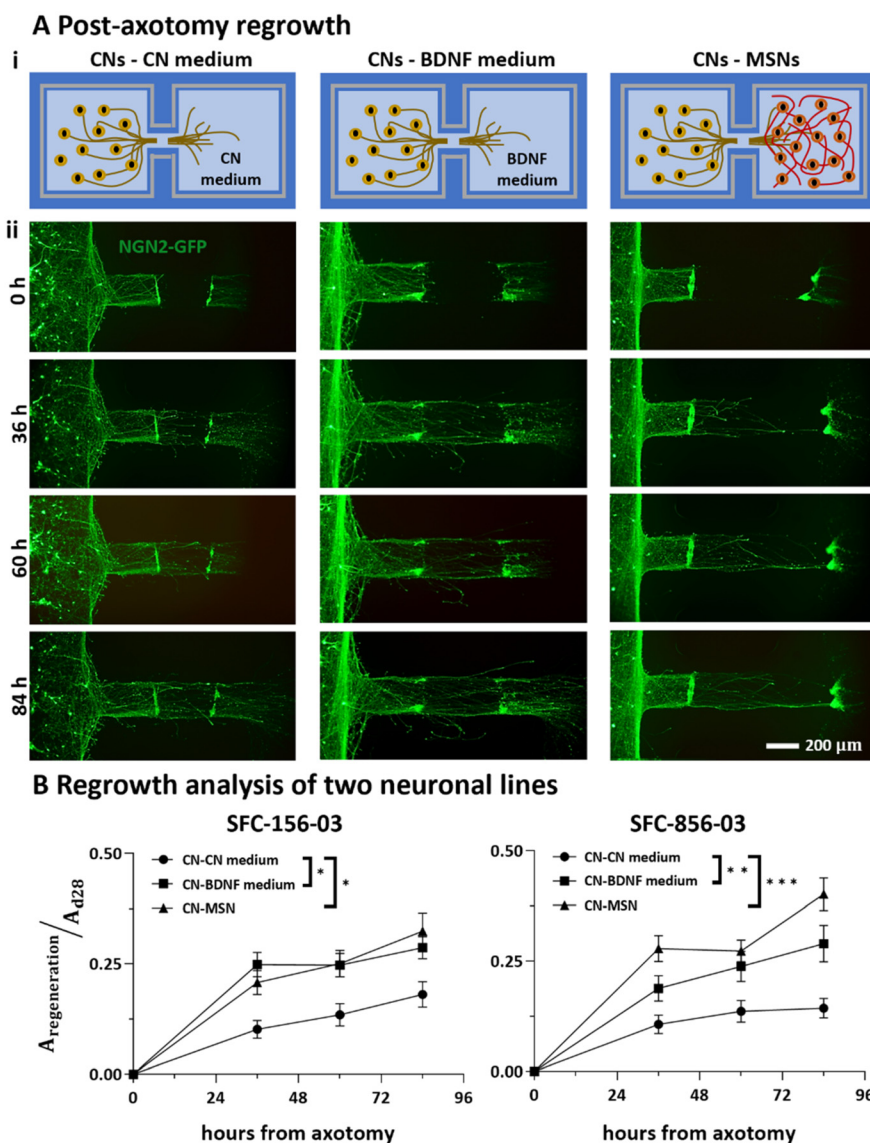 A Post-axotomy regrowth
i
CNs - CN medium
CNs - BDNF medium
CNs - MSNs
CN
medium
BDNF
medium
ii
NGN2-GFP
0 h
36 h
60 h
84 h
200 µm
B Regrowth analysis of two neuronal lines
SFC-156-03
A_regeneration/A_d28
0.50
0.25
0.00
CN-CN medium
CN-BDNF medium
CN-MSN
*
*
0 24 48 72 96
hours from axotomy
SFC-856-03
0.50
0.25
0.00
CN-CN medium
CN-BDNF medium
CN-MSN
**
***
0 24 48 72 96
hours from axotomy